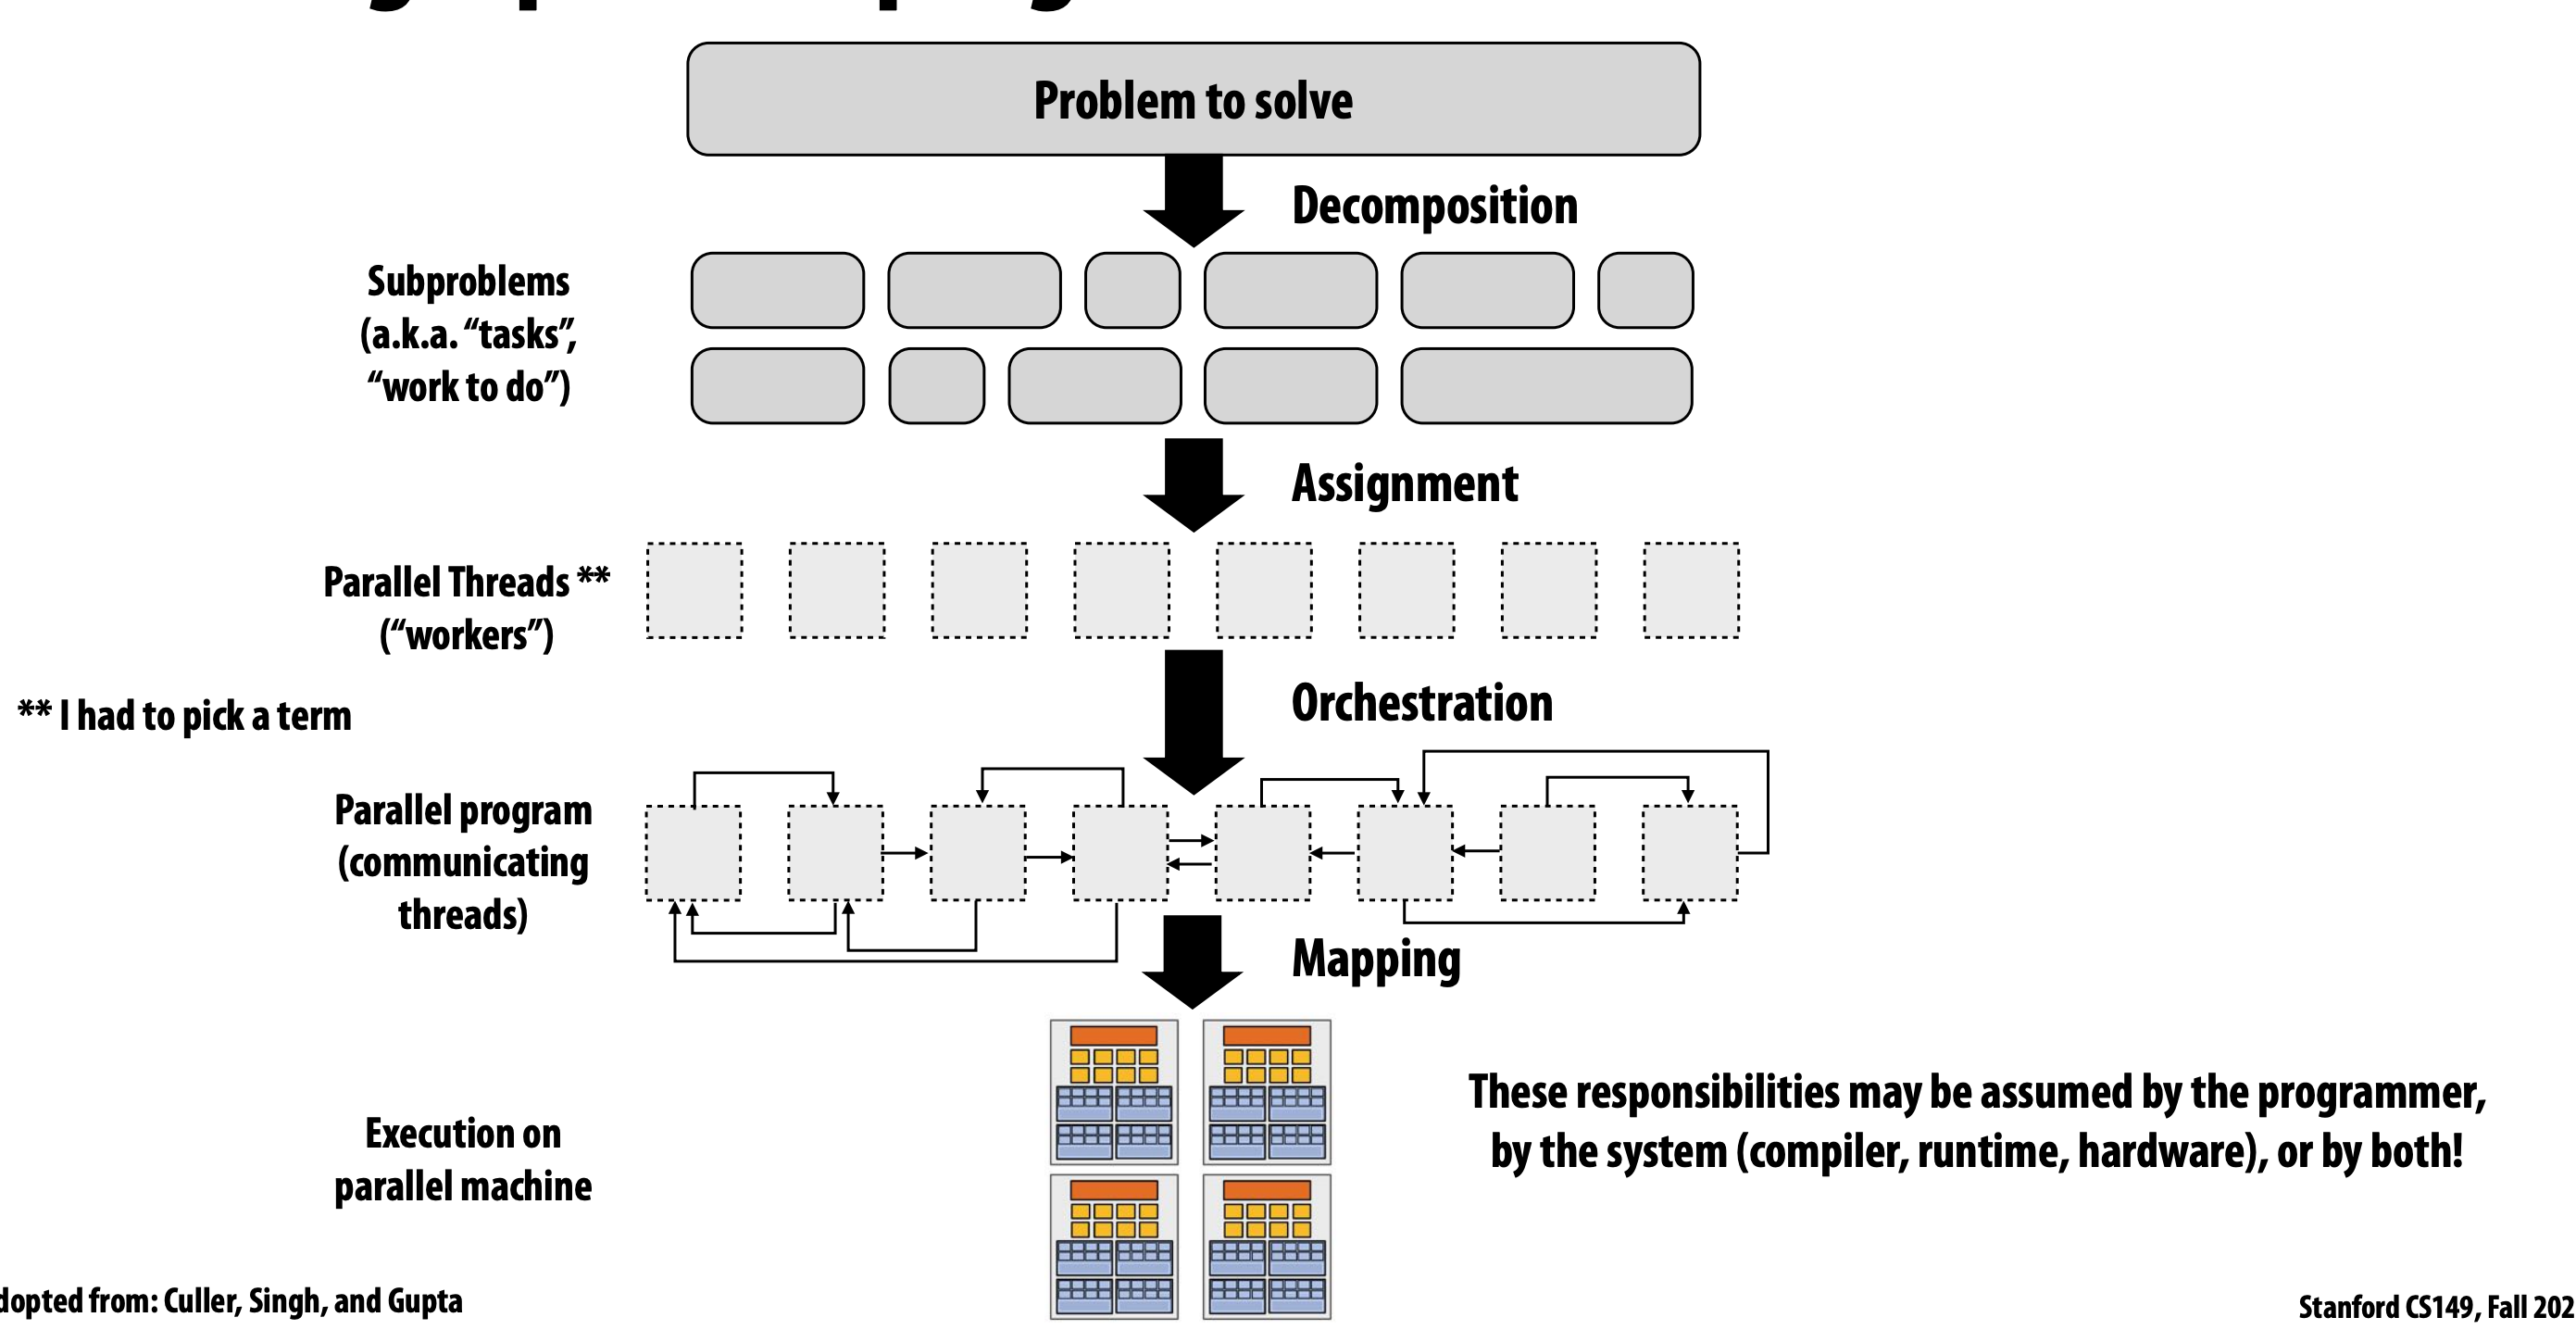 Problem to solve
Decomposition
Subproblems
(a.k.a. “tasks”,
“work to do”)
Assignment
Parallel Threads **
(“workers”)
Orchestration
** I had to pick a term
Parallel program
(communicating
threads)
Mapping
Execution on
parallel machine
These responsibilities may be assumed by the programmer,
by the system (compiler, runtime, hardware), or by both!
dopted from: Culler, Singh, and Gupta
Stanford CS149, Fall 202